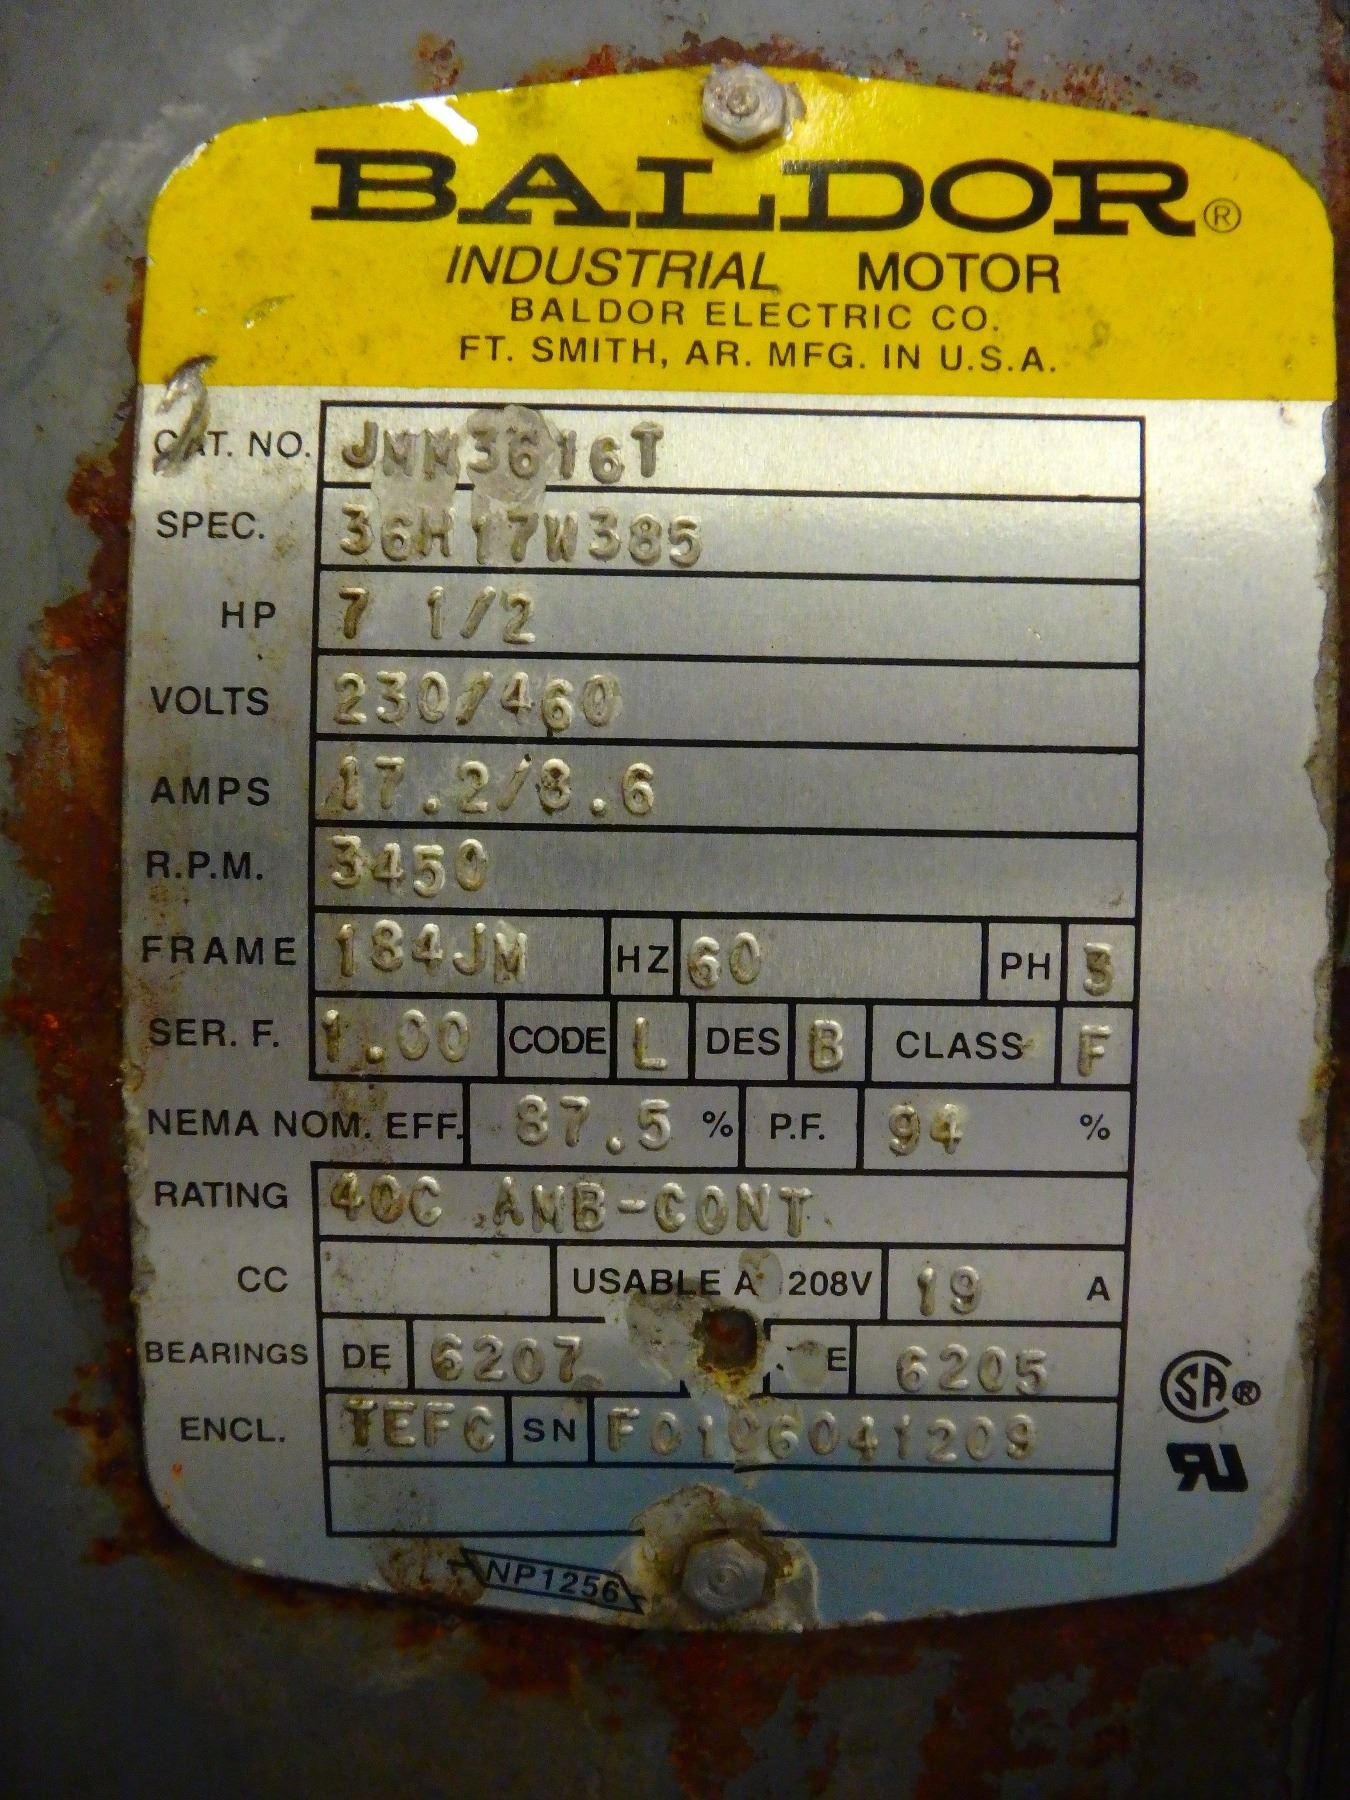 BALDOR®
INDUSTRIAL MOTOR
BALDOR ELECTRIC CO.
FT. SMITH, AR. MFG. IN U.S.A.
CAT. NO. JMM3616T
SPEC. 36H17W385
HP 7 1/2
VOLTS 230/460
AMPS 17.2/8.6
R.P.M. 3450
FRAME 184JM HZ 60 PH 3
SER. F. 1.00 CODE L DES B CLASS F
NEMA NOM. EFF. 87.5 % P.F. 94 %
RATING 40C AMB-CONT
CC USABLE A 208V 19 A
BEARINGS DE 6207 E 6205
ENCL. TEFC SN F0106041209
SA®
RU
NP1256